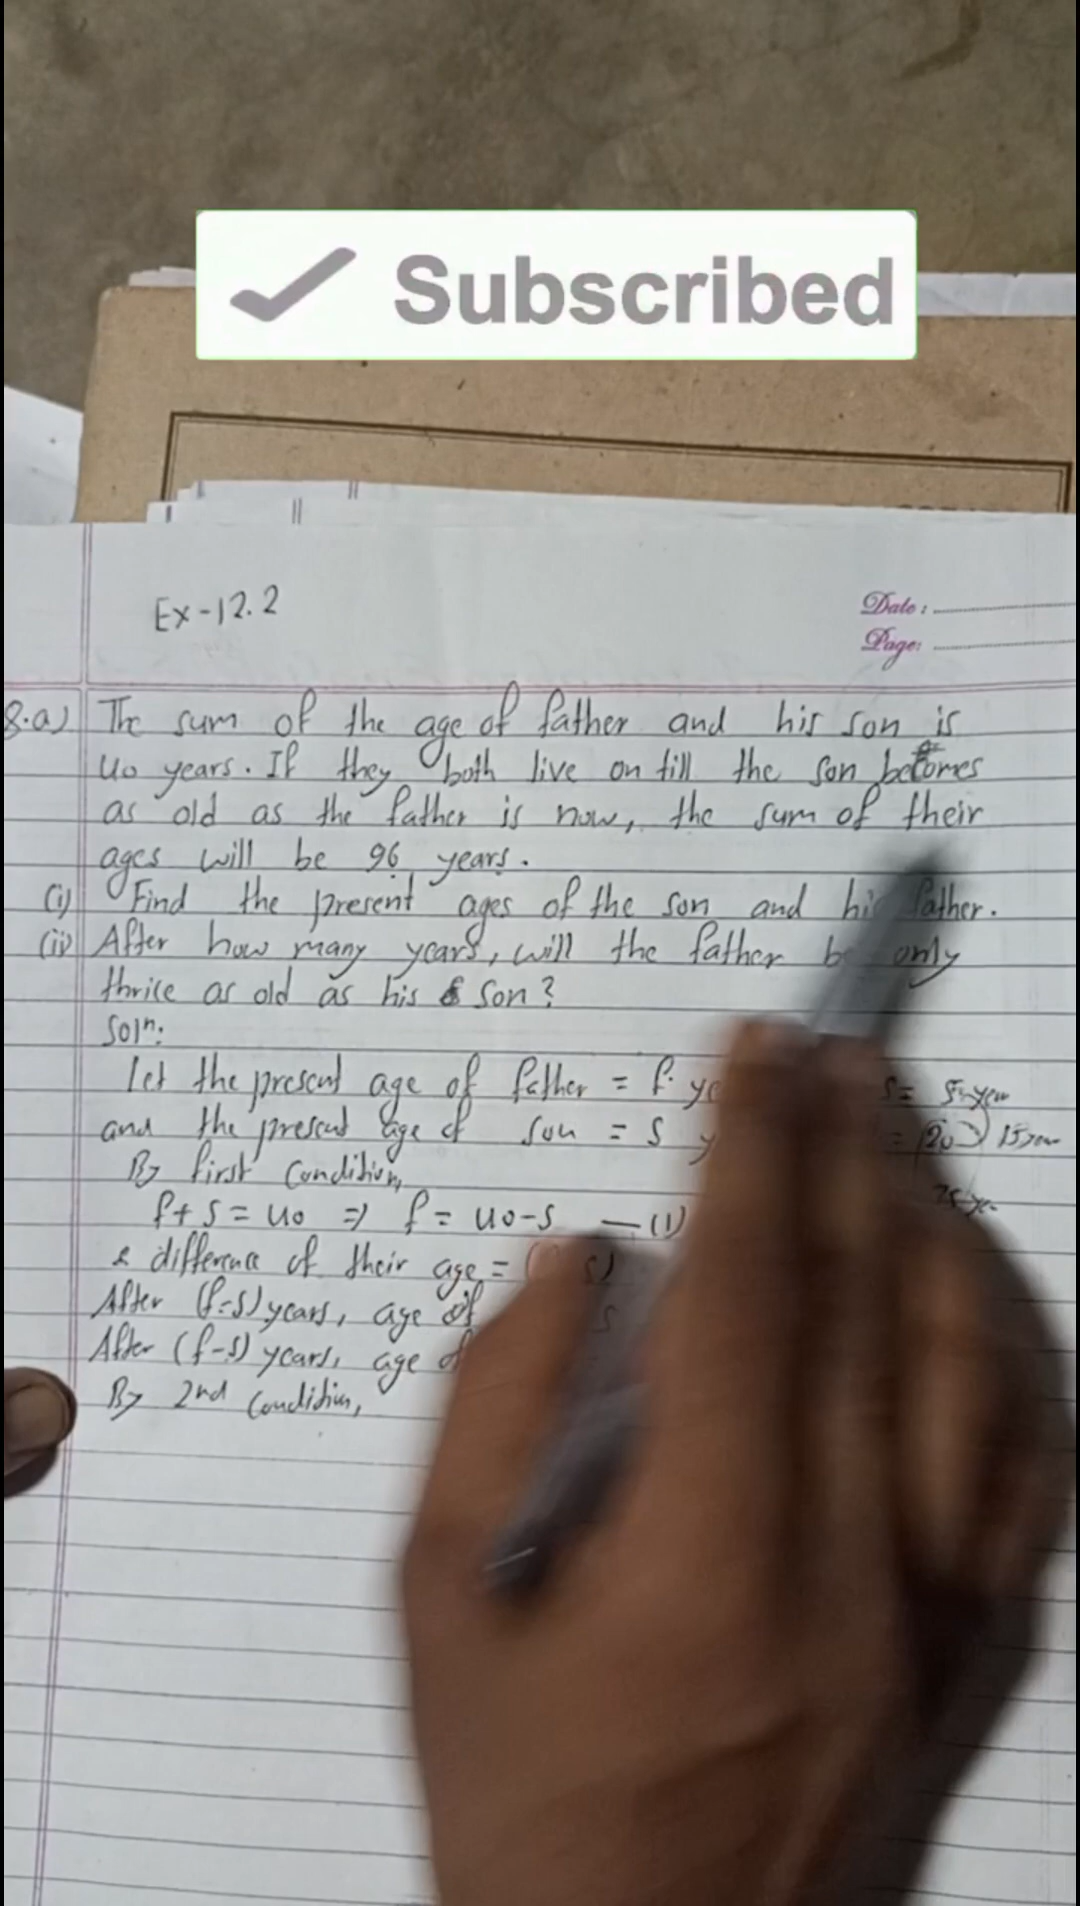 Subscribed
Ex-12.2
Date:
Page:
8.a) The sum of the age of father and his son is
40 years. If they both live on till the son becomes
as old as the father is now, the sum of their
ages will be 96 years.
(i) Find the present ages of the son and his father.
(ii) After how many years, will the father be only
thrice as old as his son?
Solⁿ:
Let the present age of father = f. s = 5 year
and the present age of son = s = 20 15 year
By first condition,
f + s = 40 ⇒ f = 40 - s — (1)
& difference of their age = s)
After (f-s) years, age of s
After (f-s) years, age of
By 2nd condition,